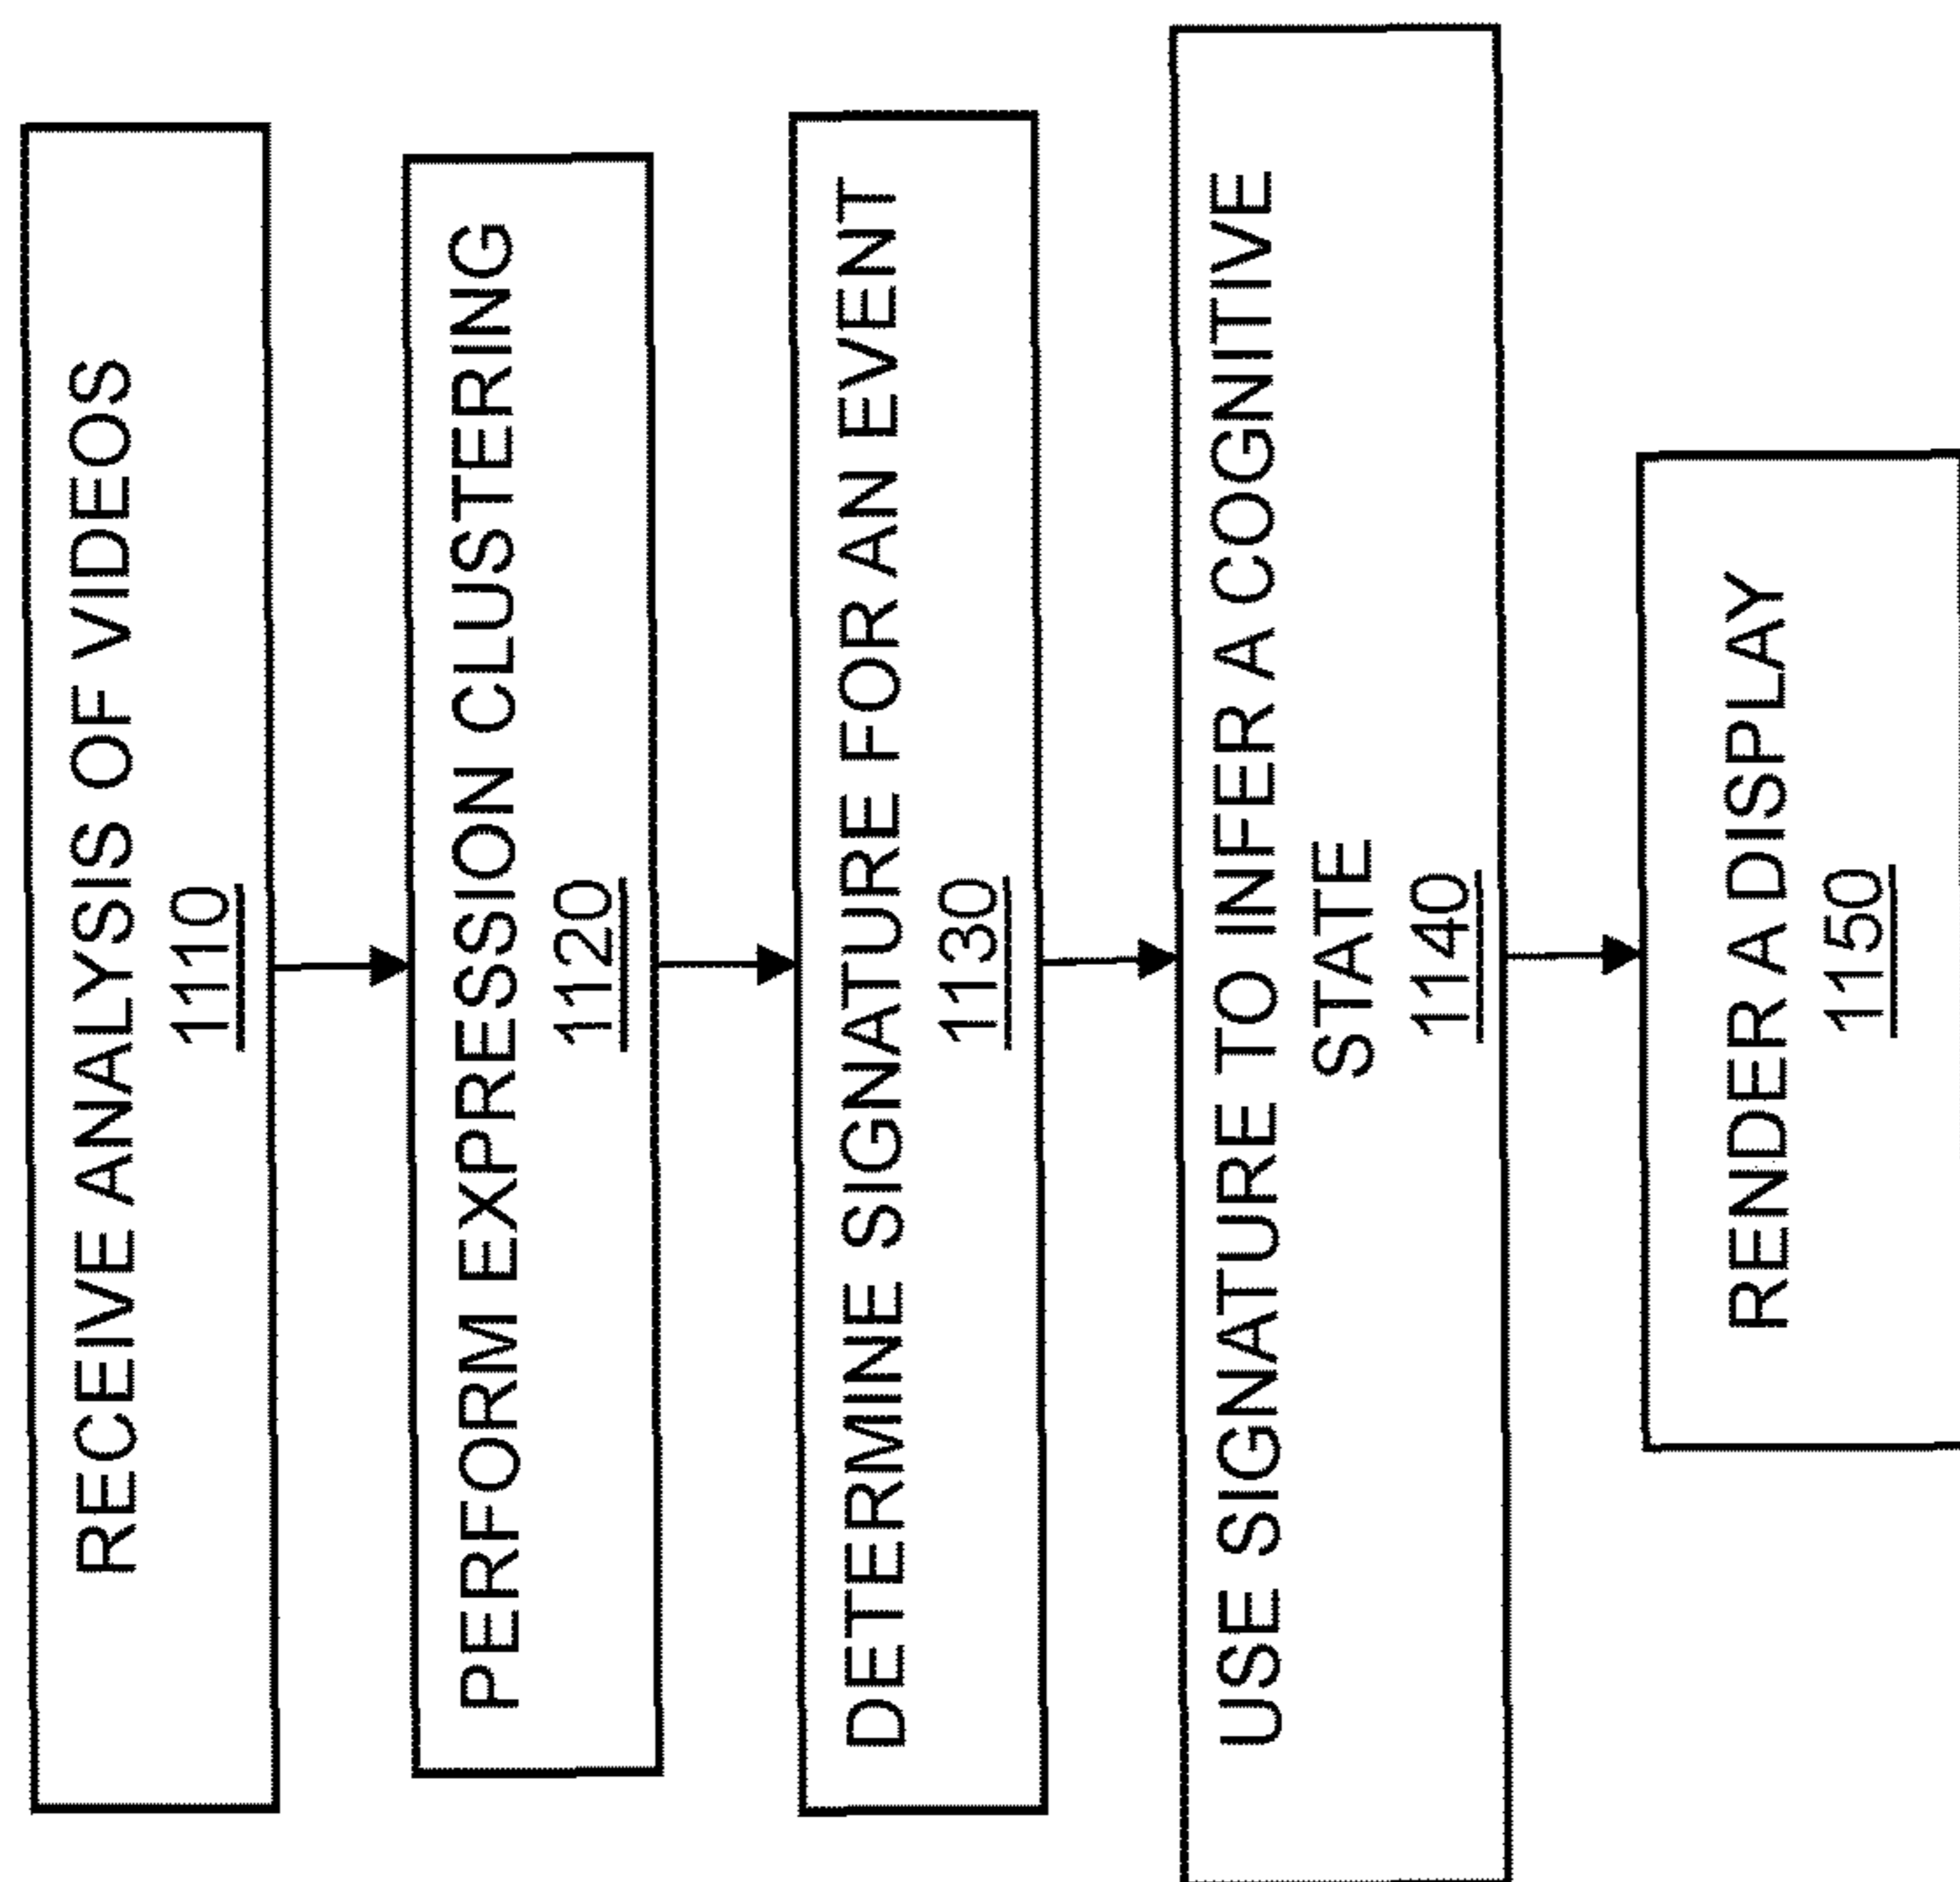 RECEIVE ANALYSIS OF VIDEOS
1110
PERFORM EXPRESSION CLUSTERING
1120
DETERMINE SIGNATURE FOR AN EVENT
1130
USE SIGNATURE TO INFER A COGNITIVE
STATE
1140
RENDER A DISPLAY
1150